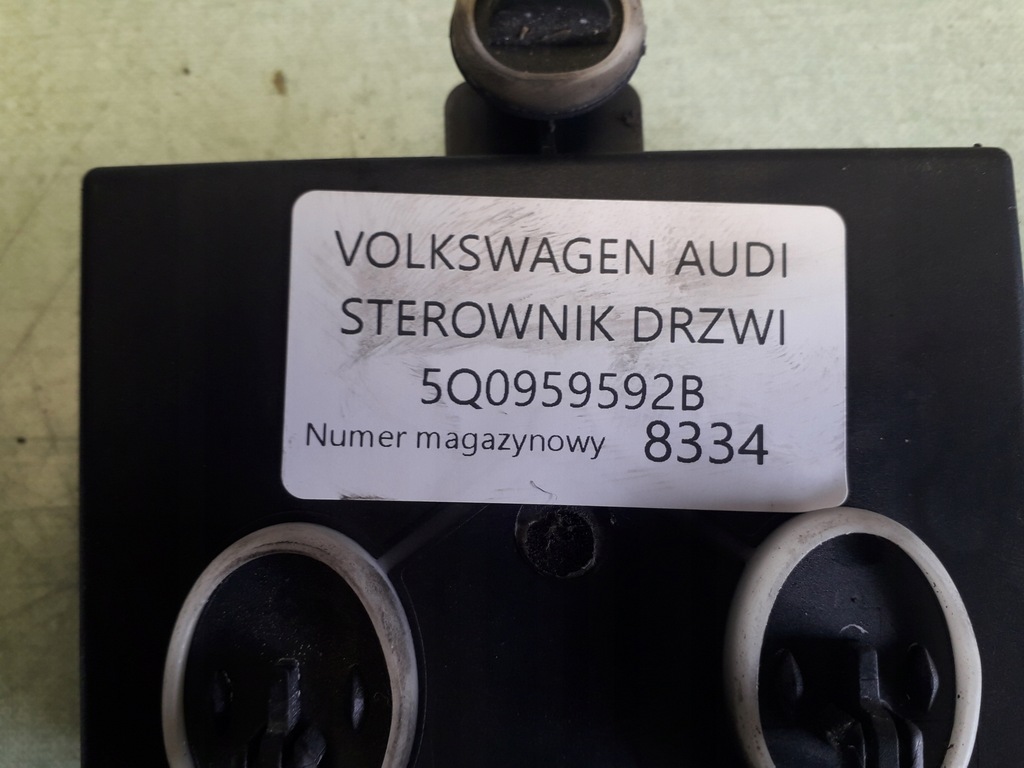 VOLKSWAGEN AUDI
STEROWNIK DRZWI
5Q0959592B
Numer magazynowy 8334